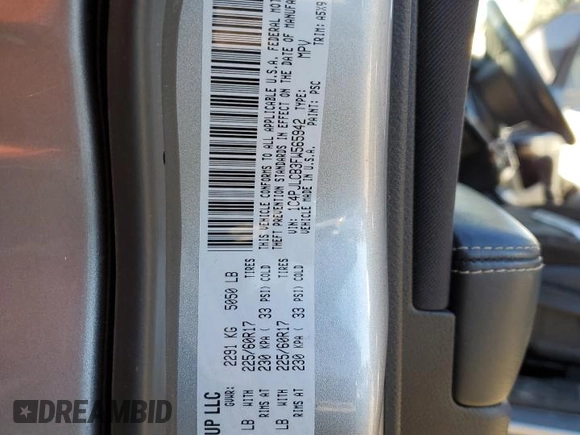 UP LLC
GVWR: 2291 KG 5050 LB
LB WITH 225/60R17 TIRES
RIMS AT 230 KPA ( 33 PSI) COLD
LB WITH 225/60R17 TIRES
RIMS AT 230 KPA ( 33 PSI) COLD
THIS VEHICLE CONFORMS TO ALL APPLICABLE U.S.A. FEDERAL MOTOR
THEFT PREVENTION STANDARDS IN EFFECT ON THE DATE OF MANUFA
VIN: 1C4PJLCB3FW565942 TYPE: MPV
VEHICLE MADE IN U.S.A. PAINT: PSC TRIM: A5X9
DREAMBID